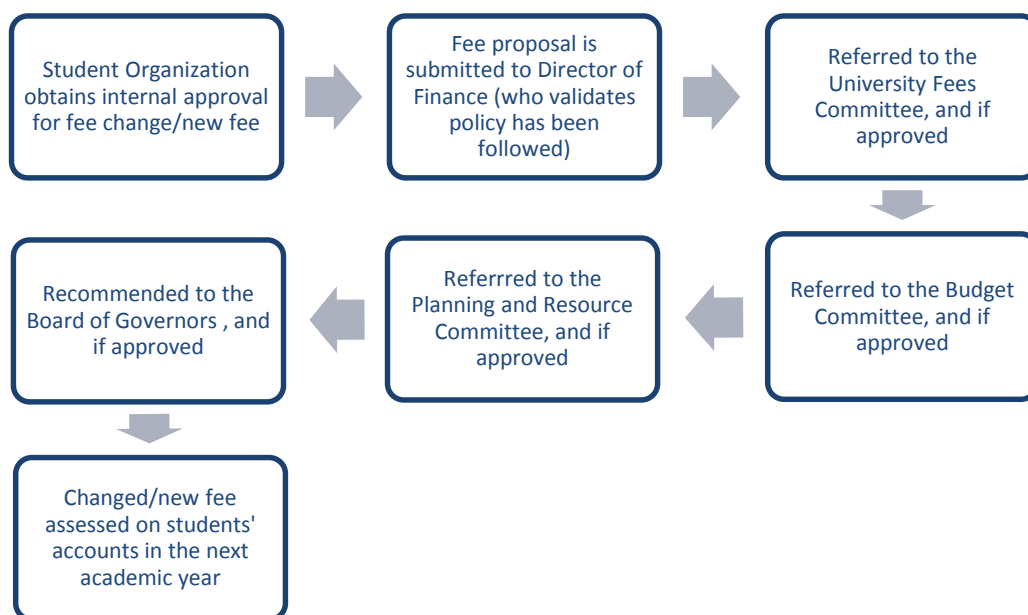 Student Organization
obtains internal approval
for fee change/new fee
Fee proposal is
submitted to Director of
Finance (who validates
policy has been
followed)
Referred to the
University Fees
Committee, and if
approved
Referred to the Budget
Committee, and if
approved
Referrred to the
Planning and Resource
Committee, and if
approved
Recommended to the
Board of Governors , and
if approved
Changed/new fee
assessed on students'
accounts in the next
academic year